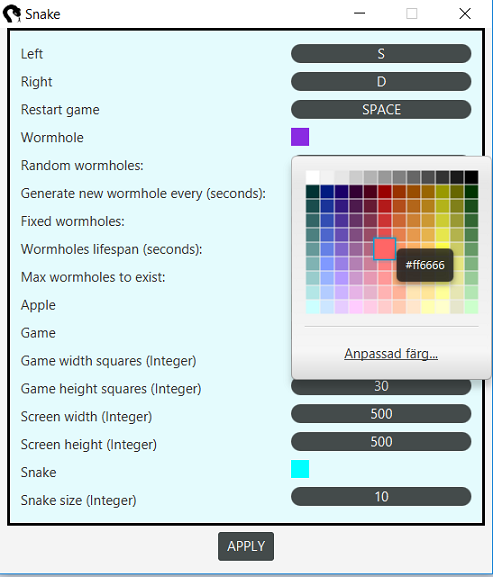 Snake
Left S
Right D
Restart game SPACE
Wormhole
Random wormholes:
Generate new wormhole every (seconds):
Fixed wormholes:
Wormholes lifespan (seconds):
#ff6666
Max wormholes to exist:
Apple
Game
Anpassad färg...
Game width squares (Integer)
Game height squares (Integer) 30
Screen width (Integer) 500
Screen height (Integer) 500
Snake
Snake size (Integer) 10
APPLY